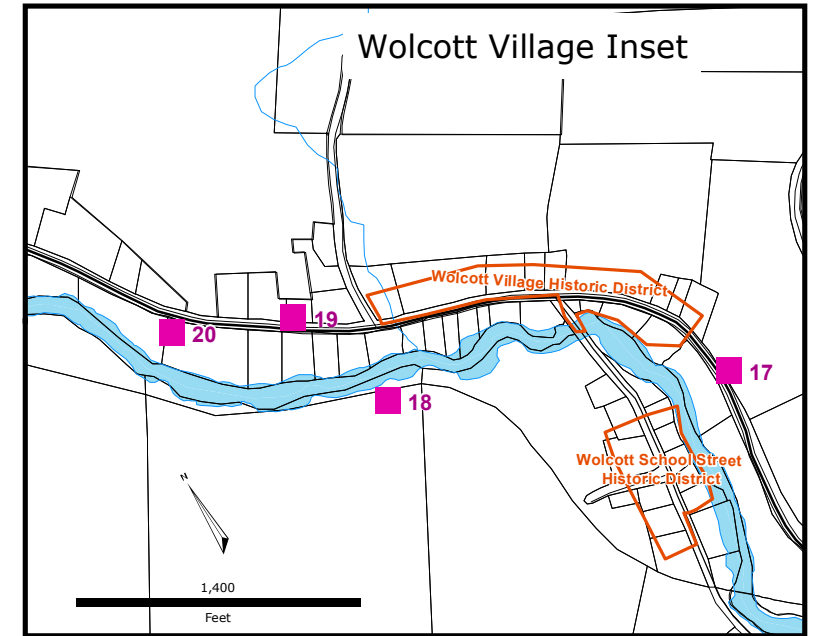 Wolcott Village Inset
Wolcott Village Historic District
19
20
17
18
Wolcott School Street
Historic District
N
1,400
Feet